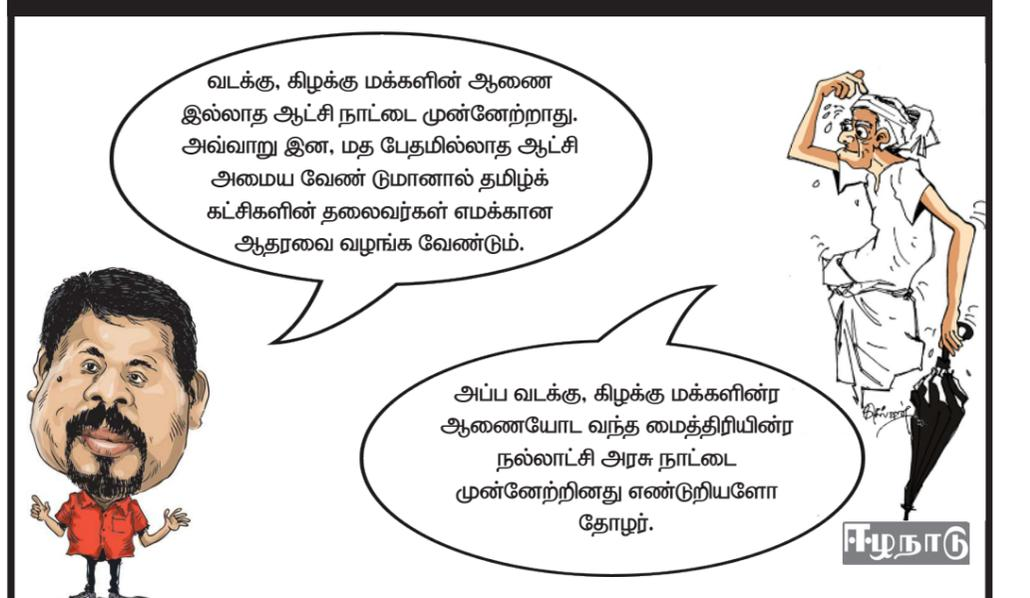 வடக்கு, கிழக்கு மக்களின் ஆணை
இல்லாத ஆட்சி நாட்டை முன்னேற்றாது.
அவ்வாறு இன, மத பேதமில்லாத ஆட்சி
அமைய வேண் டுமானால் தமிழ்க்
கட்சிகளின் தலைவர்கள் எமக்கான
ஆதரவை வழங்க வேண்டும்.
அப்ப வடக்கு, கிழக்கு மக்களின்ர
ஆணையோட வந்த மைத்திரியின்ர
நல்லாட்சி அரசு நாட்டை
முன்னேற்றினது எண்டுறியளோ
தோழர்.
ஈழநாடு